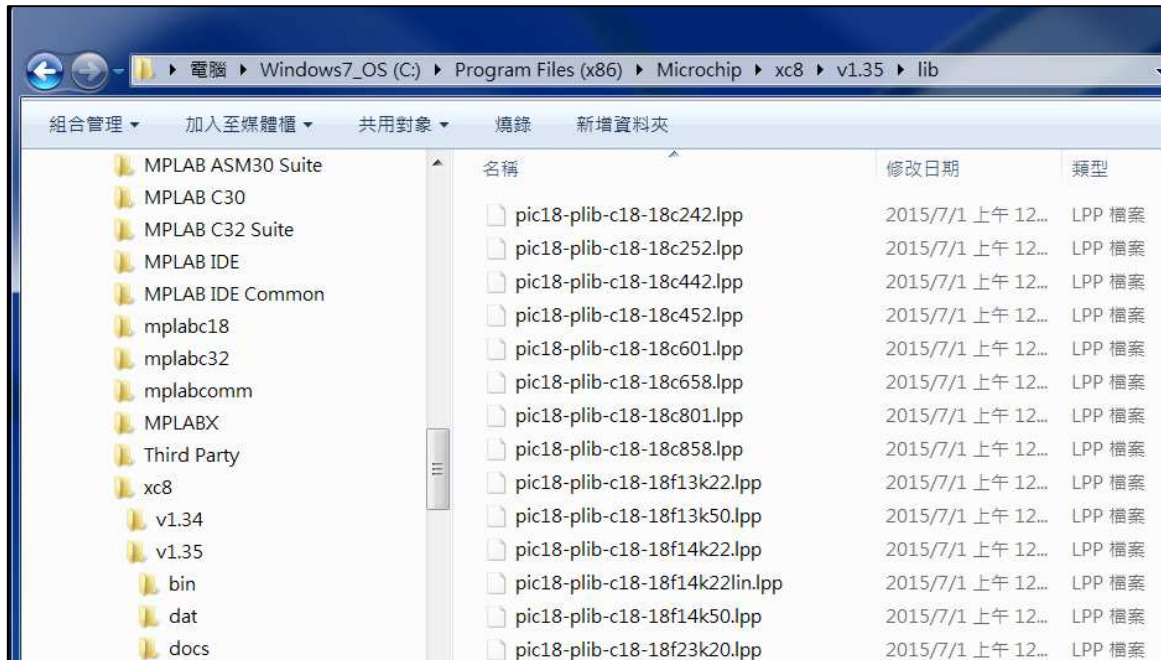 電腦 Windows7_OS (C:) Program Files (x86) Microchip xc8 v1.35 lib
組合管理 加入至媒體櫃 共用對象 燒錄 新增資料夾
MPLAB ASM30 Suite
MPLAB C30
MPLAB C32 Suite
MPLAB IDE
MPLAB IDE Common
mplabc18
mplabc32
mplabcomm
MPLABX
Third Party
xc8
v1.34
v1.35
bin
dat
docs
名稱 修改日期 類型
pic18-plib-c18-18c242.lpp 2015/7/1 上午 12... LPP 檔案
pic18-plib-c18-18c252.lpp 2015/7/1 上午 12... LPP 檔案
pic18-plib-c18-18c442.lpp 2015/7/1 上午 12... LPP 檔案
pic18-plib-c18-18c452.lpp 2015/7/1 上午 12... LPP 檔案
pic18-plib-c18-18c601.lpp 2015/7/1 上午 12... LPP 檔案
pic18-plib-c18-18c658.lpp 2015/7/1 上午 12... LPP 檔案
pic18-plib-c18-18c801.lpp 2015/7/1 上午 12... LPP 檔案
pic18-plib-c18-18c858.lpp 2015/7/1 上午 12... LPP 檔案
pic18-plib-c18-18f13k22.lpp 2015/7/1 上午 12... LPP 檔案
pic18-plib-c18-18f13k50.lpp 2015/7/1 上午 12... LPP 檔案
pic18-plib-c18-18f14k22.lpp 2015/7/1 上午 12... LPP 檔案
pic18-plib-c18-18f14k22lin.lpp 2015/7/1 上午 12... LPP 檔案
pic18-plib-c18-18f14k50.lpp 2015/7/1 上午 12... LPP 檔案
pic18-plib-c18-18f23k20.lpp 2015/7/1 上午 12... LPP 檔案